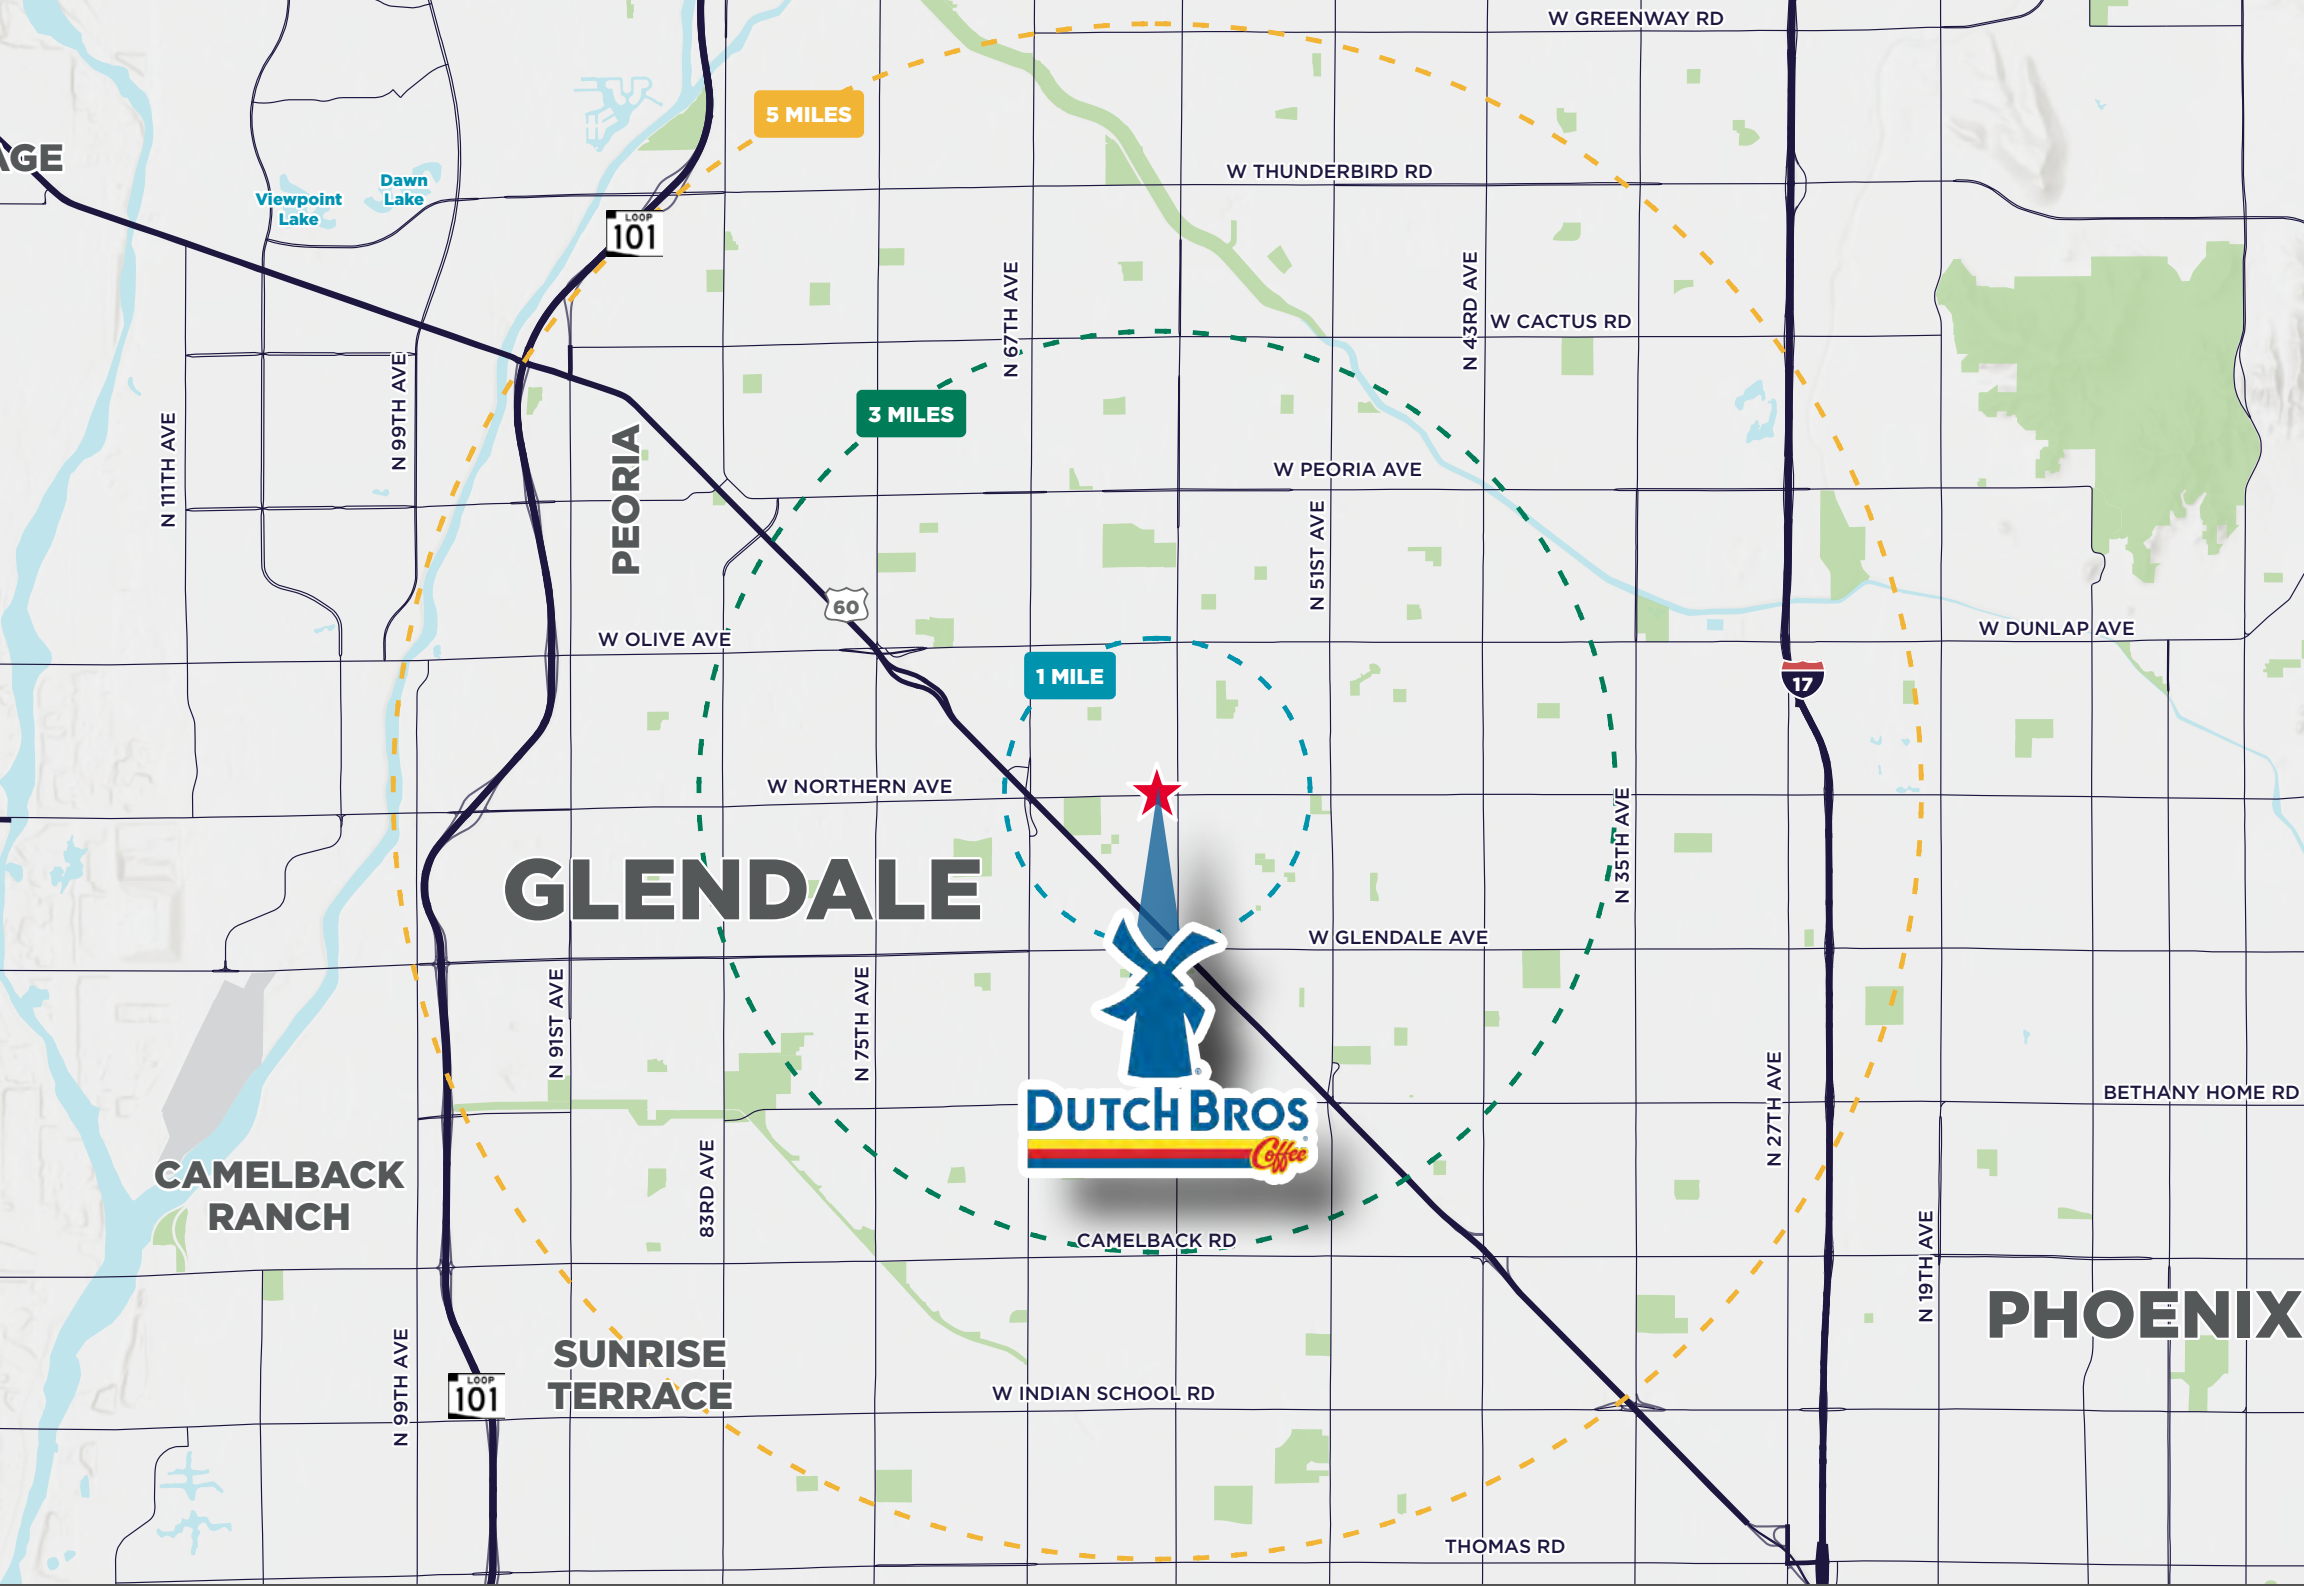 W GREENWAY RD
5 MILES
AGE
W THUNDERBIRD RD
Dawn
Lake
Viewpoint
Lake
LOOP
101
N 67TH AVE
N 43RD AVE
W CACTUS RD
N 99TH AVE
3 MILES
N 111TH AVE
PEORIA
W PEORIA AVE
N 51ST AVE
60
W OLIVE AVE
W DUNLAP AVE
1 MILE
17
W NORTHERN AVE
N 35TH AVE
GLENDALE
W GLENDALE AVE
N 91ST AVE
N 75TH AVE
®
N 27TH AVE
BETHANY HOME RD
DUTCH BROS
Coffee
CAMELBACK
RANCH
83RD AVE
CAMELBACK RD
N 19TH AVE
PHOENIX
N 99TH AVE
SUNRISE
TERRACE
LOOP
101
W INDIAN SCHOOL RD
THOMAS RD